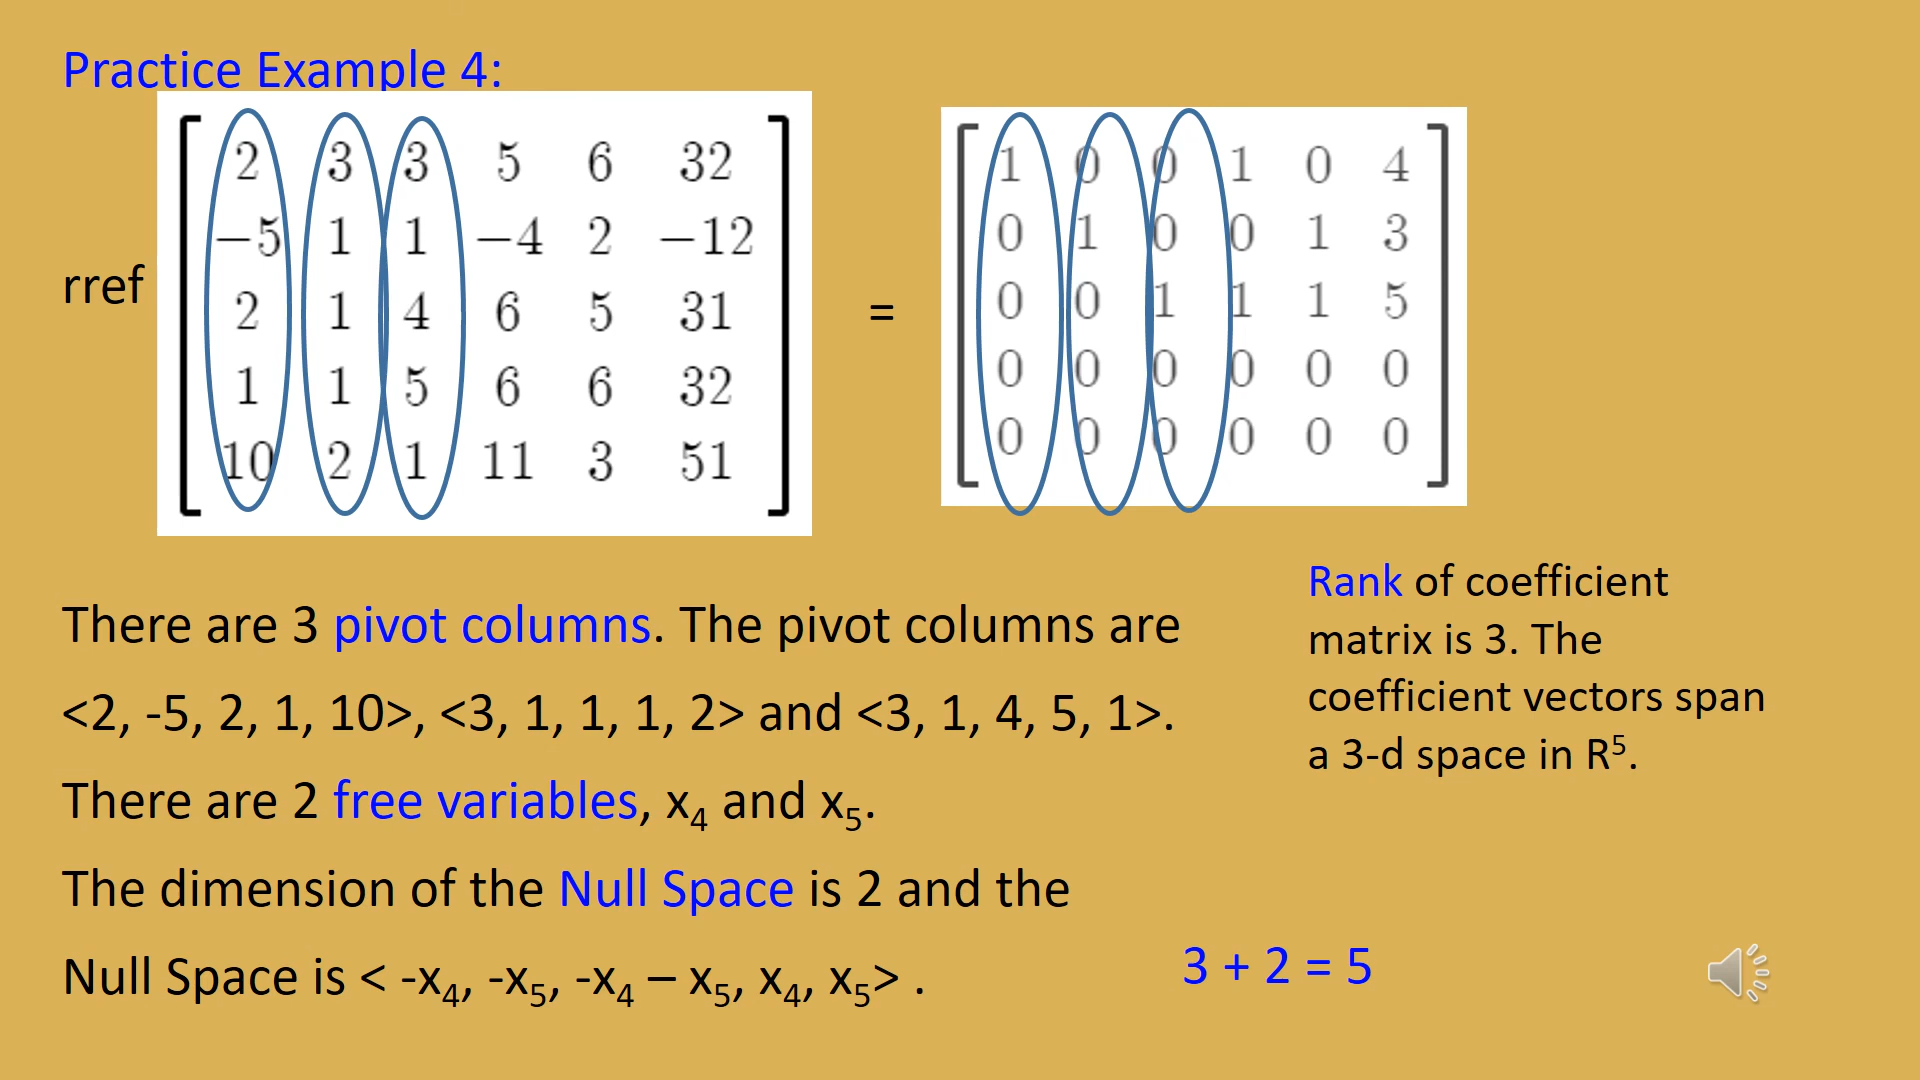 Practice Example 4:
rref
2 3 3 5 6 32
−5 1 1 −4 2 −12
2 1 4 6 5 31
1 1 5 6 6 32
10 2 1 11 3 51
=
1 0 0 1 0 4
0 1 0 0 1 3
0 0 1 1 1 5
0 0 0 0 0 0
0 0 0 0 0 0
There are 3 pivot columns. The pivot columns are
<2, -5, 2, 1, 10>, <3, 1, 1, 1, 2> and <3, 1, 4, 5, 1>.
There are 2 free variables, x₄ and x₅.
The dimension of the Null Space is 2 and the
Null Space is < -x₄, -x₅, -x₄ – x₅, x₄, x₅> .
Rank of coefficient
matrix is 3. The
coefficient vectors span
a 3-d space in R⁵.
3 + 2 = 5